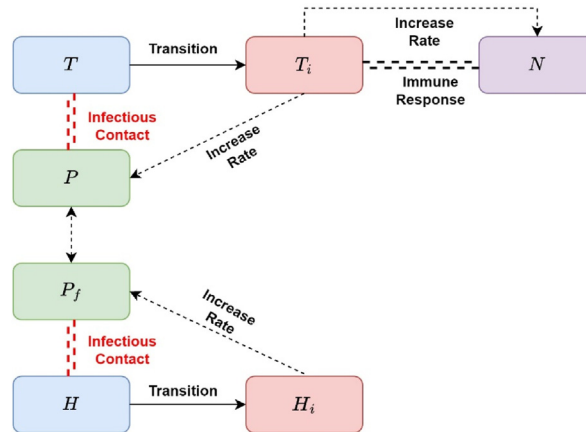 Increase
Rate
T
Transition
T_i
N
Immune
Response
Infectious
Contact
Increase
Rate
P
P_f
Increase
Rate
Infectious
Contact
H
Transition
H_i